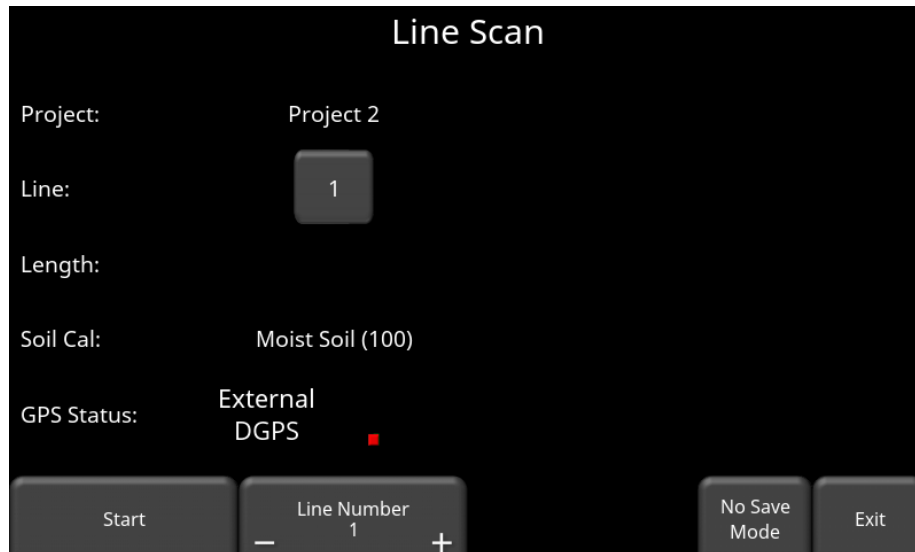 Line Scan
Project: Project 2
Line: 1
Length:
Soil Cal: Moist Soil (100)
GPS Status: External
DGPS
Start
Line Number
1
− +
No Save
Mode
Exit